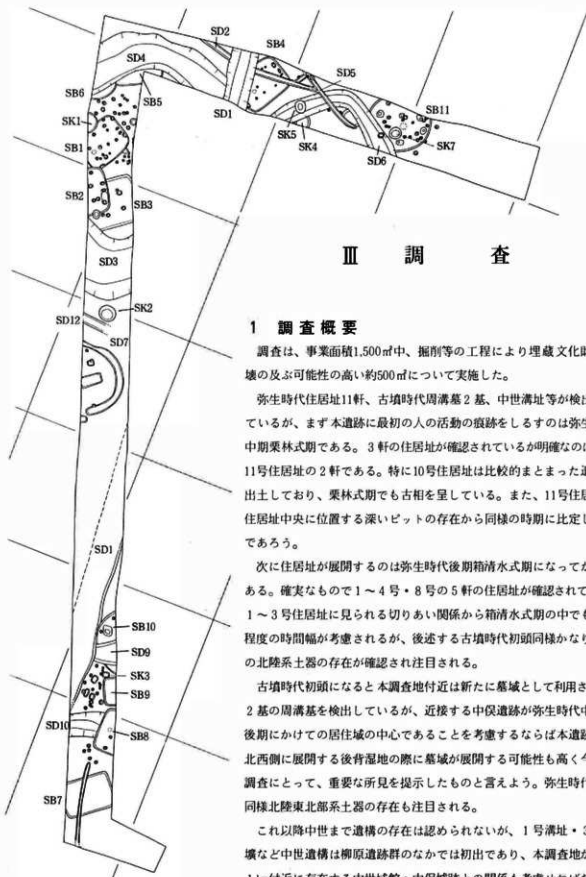 SD2
SB4
SD4
SD5
SB6
SB5
SD1
SB11
SK1
SK5
SK4
SK7
SB1
SD6
SB2
SB3
SD3
SK2
SD12
SD7
SD1
SB10
SD9
SK3
SB9
SD10
SB8
SB7
Ⅲ 調査
1 調査概要
調査は、事業面積1,500㎡中、掘削等の工程により埋蔵文化
壊の及ぶ可能性の高い約500㎡について実施した。
弥生時代住居址11軒、古墳時代周溝墓2基、中世溝址等が検
ているが、まず本遺跡に最初の人の活動の痕跡をしるすのは弥生
中期栗林式期である。3軒の住居址が確認されているが明確なの
11号住居址の2軒である。特に10号住居址は比較的まとまった
出土しており、栗林式期でも古相を呈している。また、11号住居
住居址中央に位置する深いピットの存在から同様の時期に比定し
であろう。
次に住居址が展開するのは弥生時代後期箱清水式期になってか
ある。確実なもので1～4号・8号の5軒の住居址が確認されて
1～3号住居址に見られる切りあい関係から箱清水式期の中でも
程度の時間幅が考慮されるが、後述する古墳時代初頭同様かなり
の北陸系土器の存在が確認され注目される。
古墳時代初頭になると本調査地付近は新たに墓域として利用さ
2基の周溝墓を検出しているが、近接する中俣遺跡が弥生時代中
後期にかけての居住域の中心であることを考慮するならば本遺跡
北西側に展開する後背湿地の際に墓域が展開する可能性も高く今
調査にとって、重要な所見を提示したものと言えよう。弥生時代
同様北陸東北部系土器の存在も注目される。
これ以降中世まで遺構の存在は認められないが、1号溝址・3
壙など中世遺構は柳原遺跡群のなかでは初出であり、本調査地が